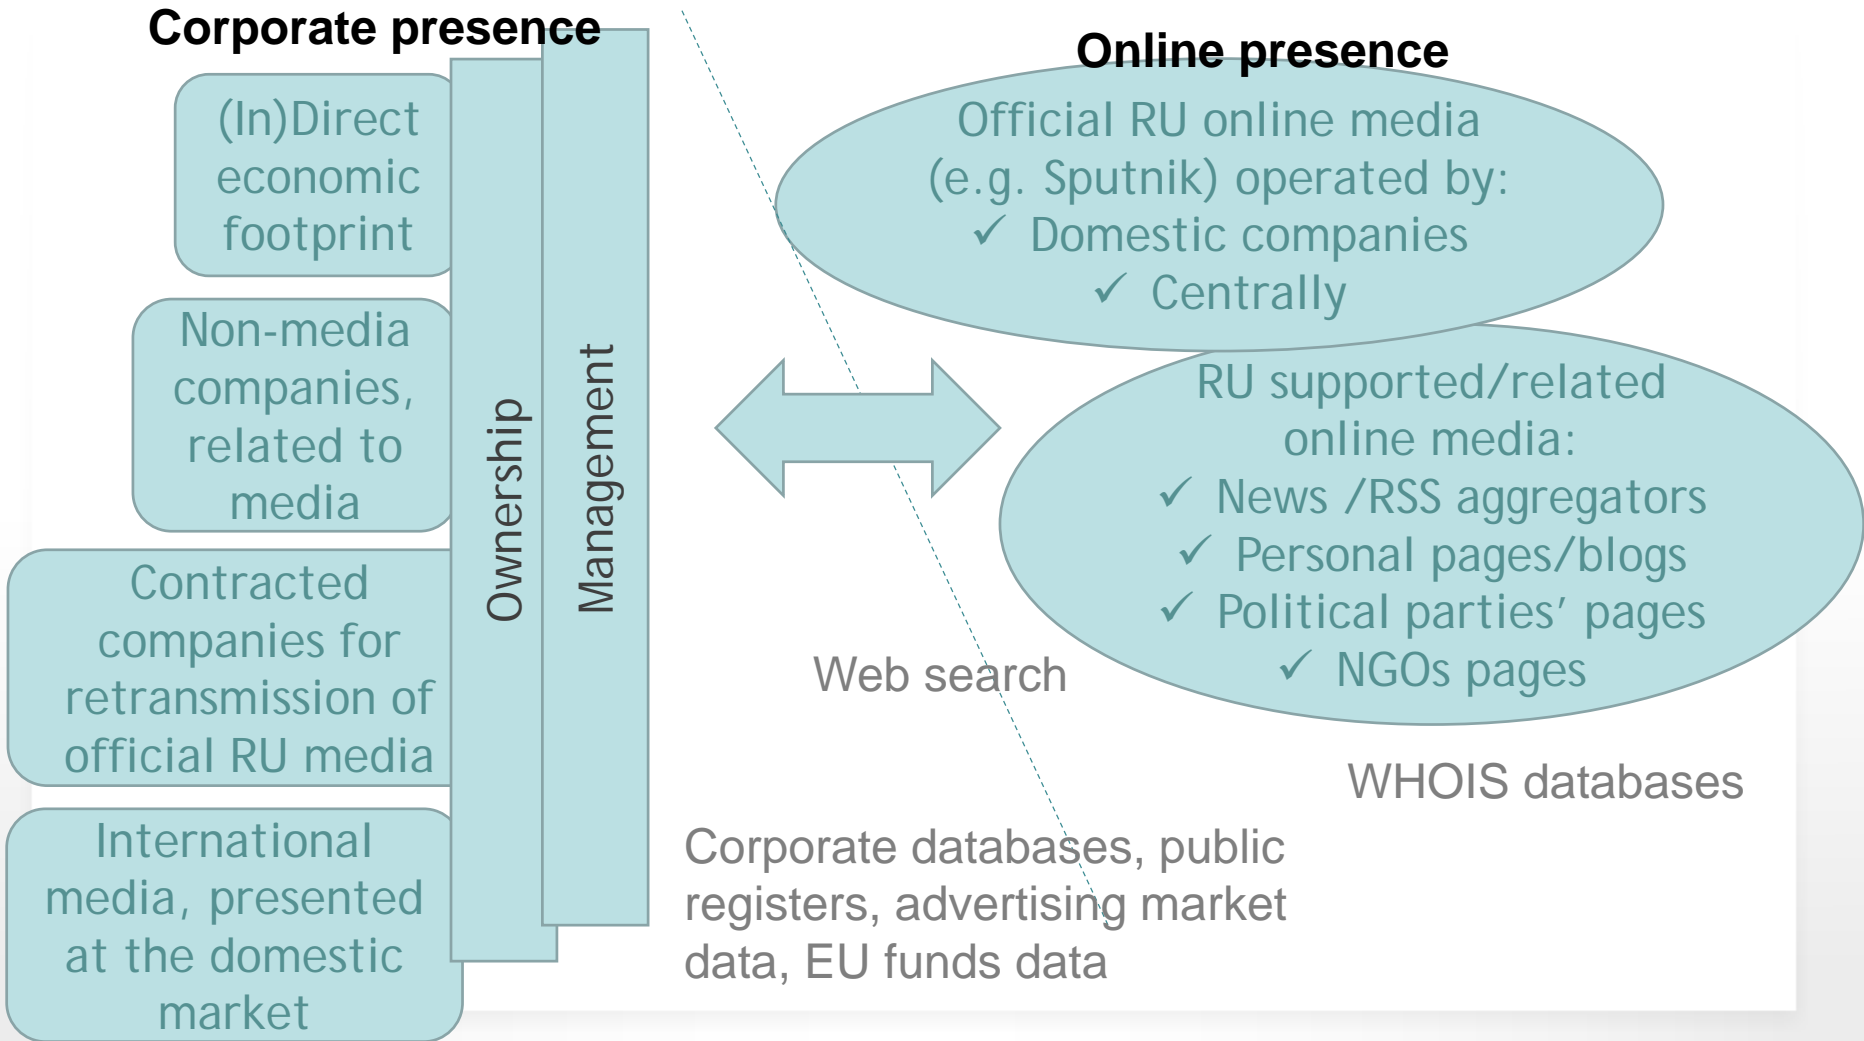 Corporate presence
(In)Direct
economic
footprint
Non-media
companies,
related to
media
Contracted
companies for
retransmission of
official RU media
International
media, presented
at the domestic
market
Ownership
Management
Online presence
Official RU online media
(e.g. Sputnik) operated by:
✓ Domestic companies
✓ Centrally
RU supported/related
online media:
✓ News /RSS aggregators
✓ Personal pages/blogs
✓ Political parties’ pages
✓ NGOs pages
Web search
WHOIS databases
Corporate databases, public
registers, advertising market
data, EU funds data